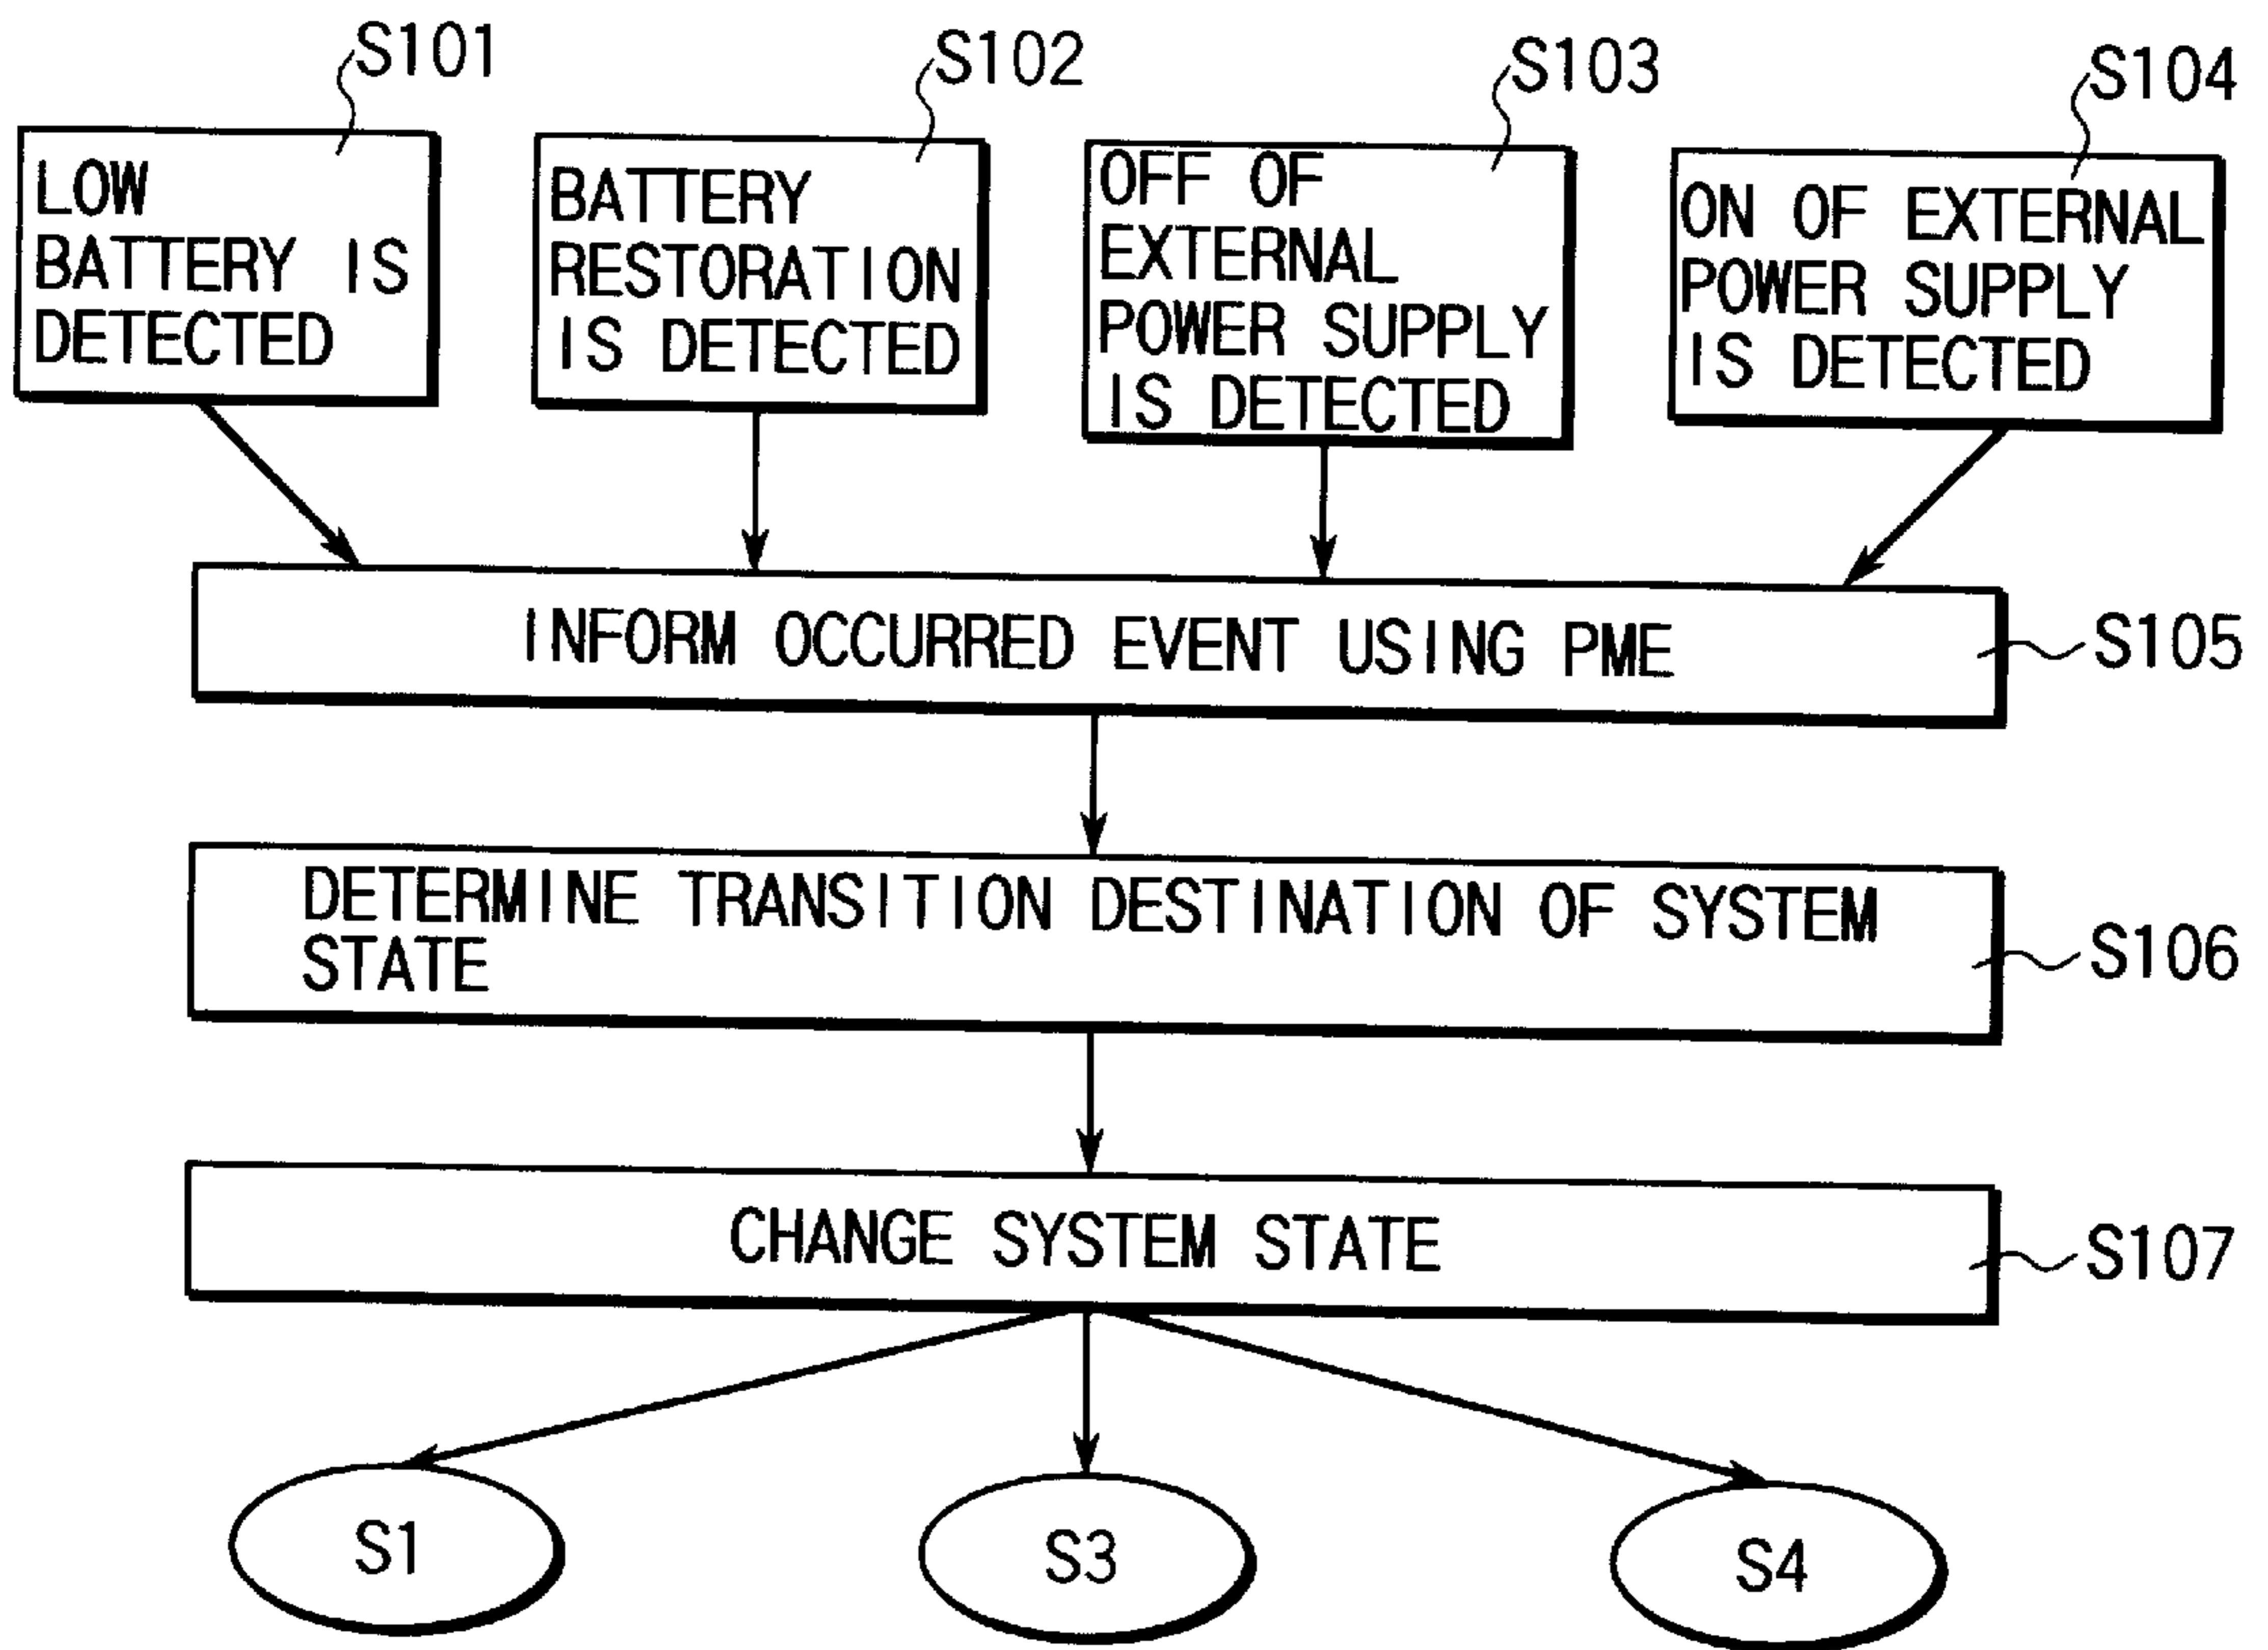 S101
S102
S103
S104
LOW
BATTERY IS
DETECTED
BATTERY
RESTORATION
IS DETECTED
OFF OF
EXTERNAL
POWER SUPPLY
IS DETECTED
ON OF EXTERNAL
POWER SUPPLY
IS DETECTED
INFORM OCCURRED EVENT USING PME
S105
DETERMINE TRANSITION DESTINATION OF SYSTEM
STATE
S106
CHANGE SYSTEM STATE
S107
S1
S3
S4